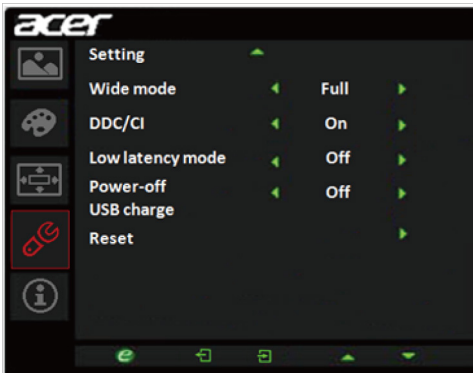 acer
Setting
Wide mode Full
DDC/CI On
Low latency mode Off
Power-off Off
USB charge
Reset
e